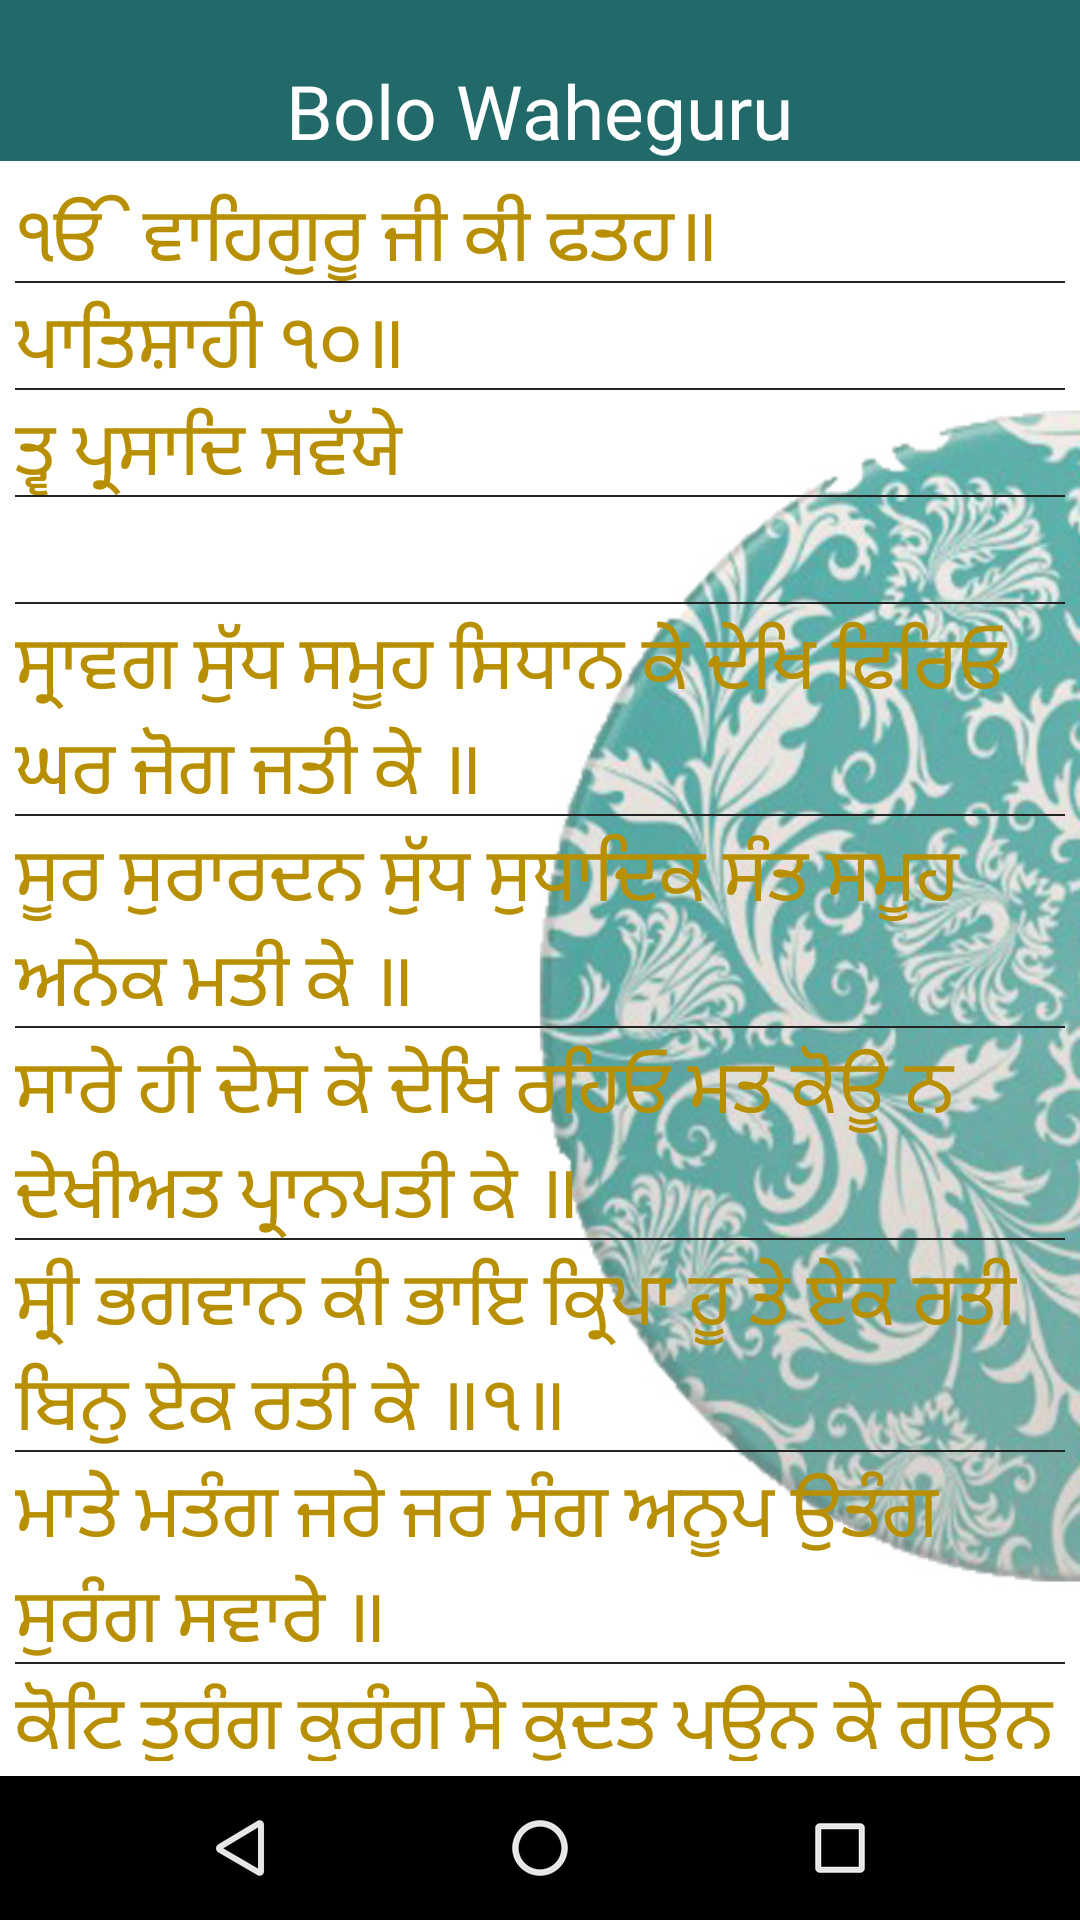 Bolo Waheguru
ੴ ਵਾਹਿਗੁਰੂ ਜੀ ਕੀ ਫਤਹ॥
ਪਾਤਿਸ਼ਾਹੀ ੧੦॥
ਤ੍ਵ ਪ੍ਰਸਾਦਿ ਸਵੱਯੇ
ਸ੍ਰਾਵਗ ਸੁੱਧ ਸਮੂਹ ਸਿਧਾਨ ਕੇ ਦੇਖਿ ਫਿਰਿਓ
ਘਰ ਜੋਗ ਜਤੀ ਕੇ ॥
ਸੂਰ ਸੁਰਾਰਦਨ ਸੁੱਧ ਸੁਧਾਦਿਕ ਸੰਤ ਸਮੂਹ
ਅਨੇਕ ਮਤੀ ਕੇ ॥
ਸਾਰੇ ਹੀ ਦੇਸ ਕੋ ਦੇਖਿ ਰਹਿਓ ਮਤ ਕੋਊ ਨ
ਦੇਖੀਅਤ ਪ੍ਰਾਨਪਤੀ ਕੇ ॥
ਸ੍ਰੀ ਭਗਵਾਨ ਕੀ ਭਾਇ ਕ੍ਰਿਪਾ ਹੂ ਤੇ ਏਕ ਰਤੀ
ਬਿਨੁ ਏਕ ਰਤੀ ਕੇ ॥੧॥
ਮਾਤੇ ਮਤੰਗ ਜਰੇ ਜਰ ਸੰਗ ਅਨੂਪ ਉਤੰਗ
ਸੁਰੰਗ ਸਵਾਰੇ ॥
ਕੋਟਿ ਤੁਰੰਗ ਕੁਰੰਗ ਸੇ ਕੁਦਤ ਪਉਨ ਕੇ ਗਉਨ